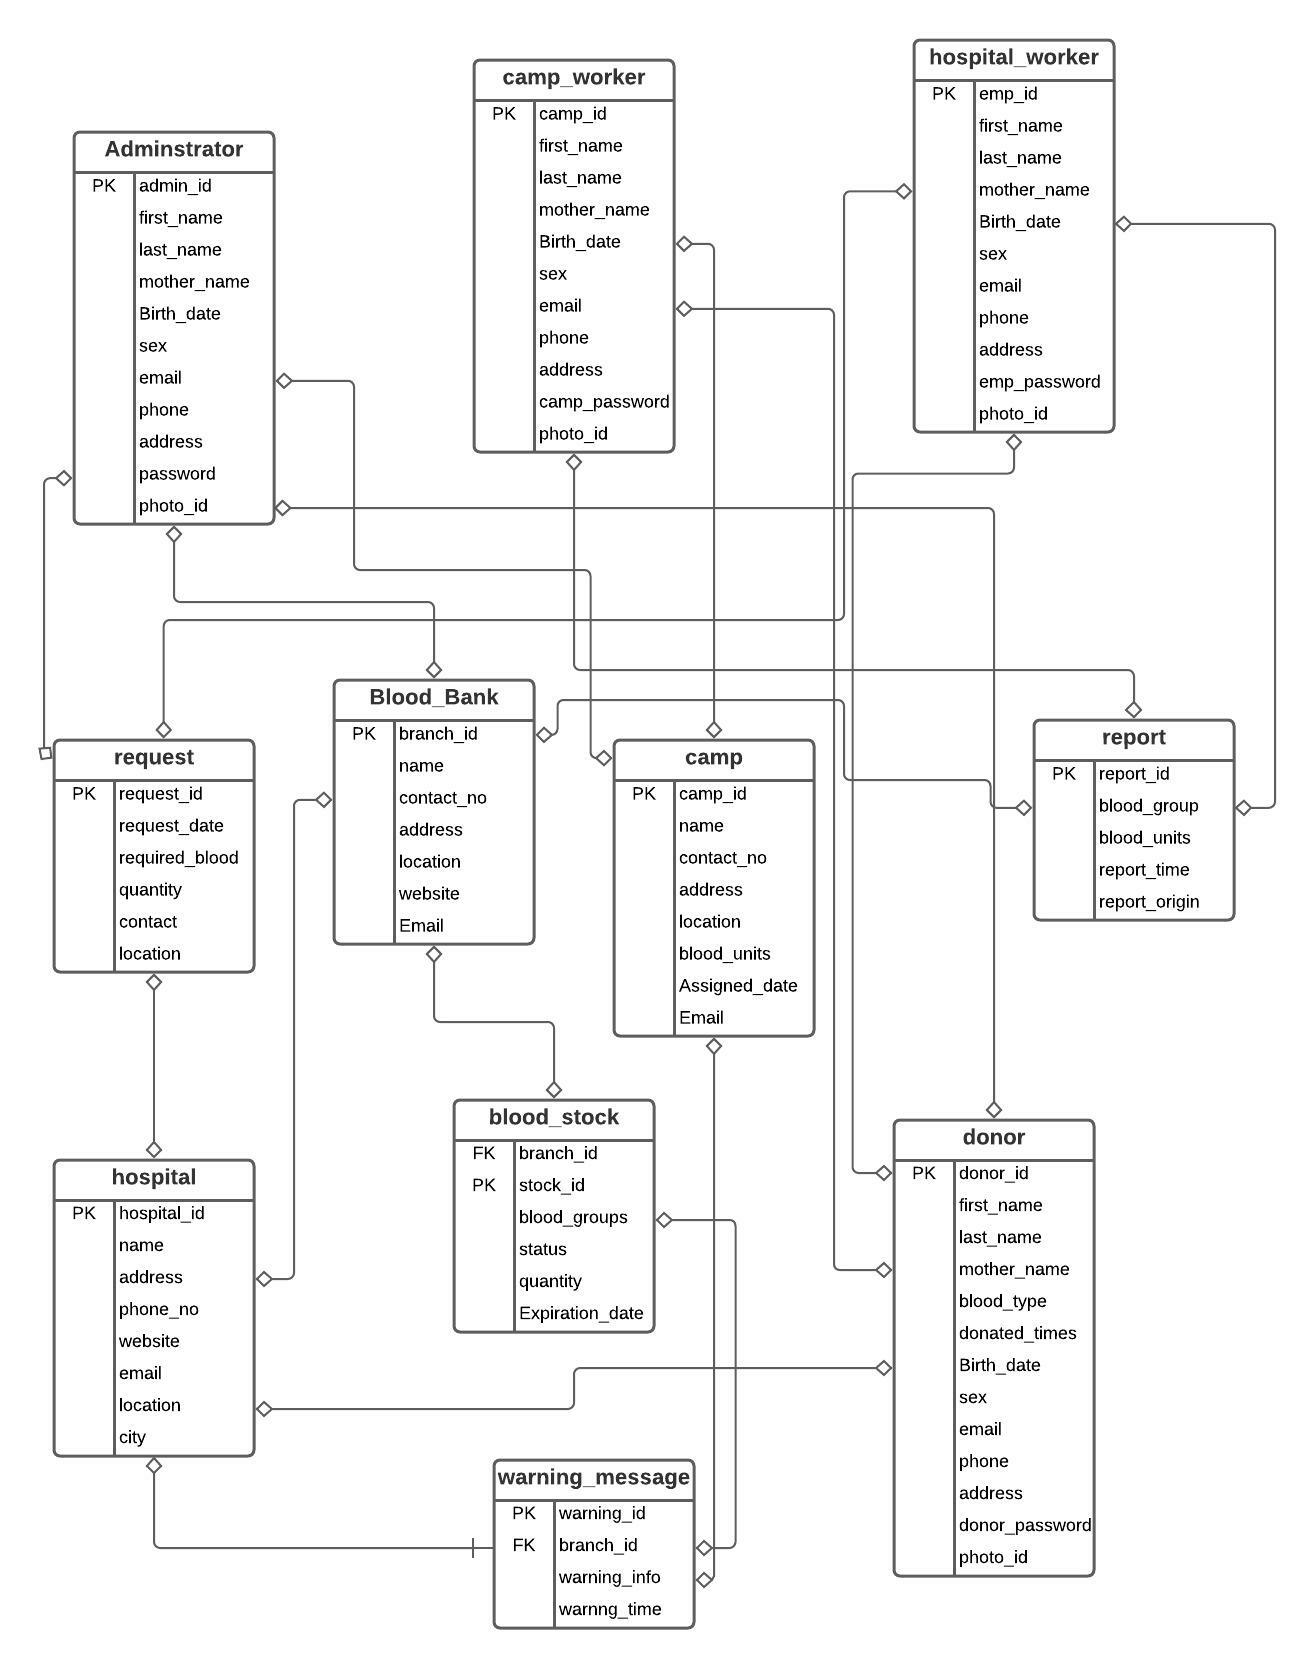 hospital_worker
PK emp_id
first_name
last_name
mother_name
Birth_date
sex
email
phone
address
emp_password
photo_id
camp_worker
PK camp_id
first_name
last_name
mother_name
Birth_date
sex
email
phone
address
camp_password
photo_id
Adminstrator
PK admin_id
first_name
last_name
mother_name
Birth_date
sex
email
phone
address
password
photo_id
Blood_Bank
PK branch_id
name
contact_no
address
location
website
Email
request
PK request_id
request_date
required_blood
quantity
contact
location
camp
PK camp_id
name
contact_no
address
location
blood_units
Assigned_date
Email
report
PK report_id
blood_group
blood_units
report_time
report_origin
blood_stock
FK branch_id
PK stock_id
blood_groups
status
quantity
Expiration_date
donor
PK donor_id
first_name
last_name
mother_name
blood_type
donated_times
Birth_date
sex
email
phone
address
donor_password
photo_id
hospital
PK hospital_id
name
address
phone_no
website
email
location
city
warning_message
PK warning_id
FK branch_id
warning_info
warnng_time